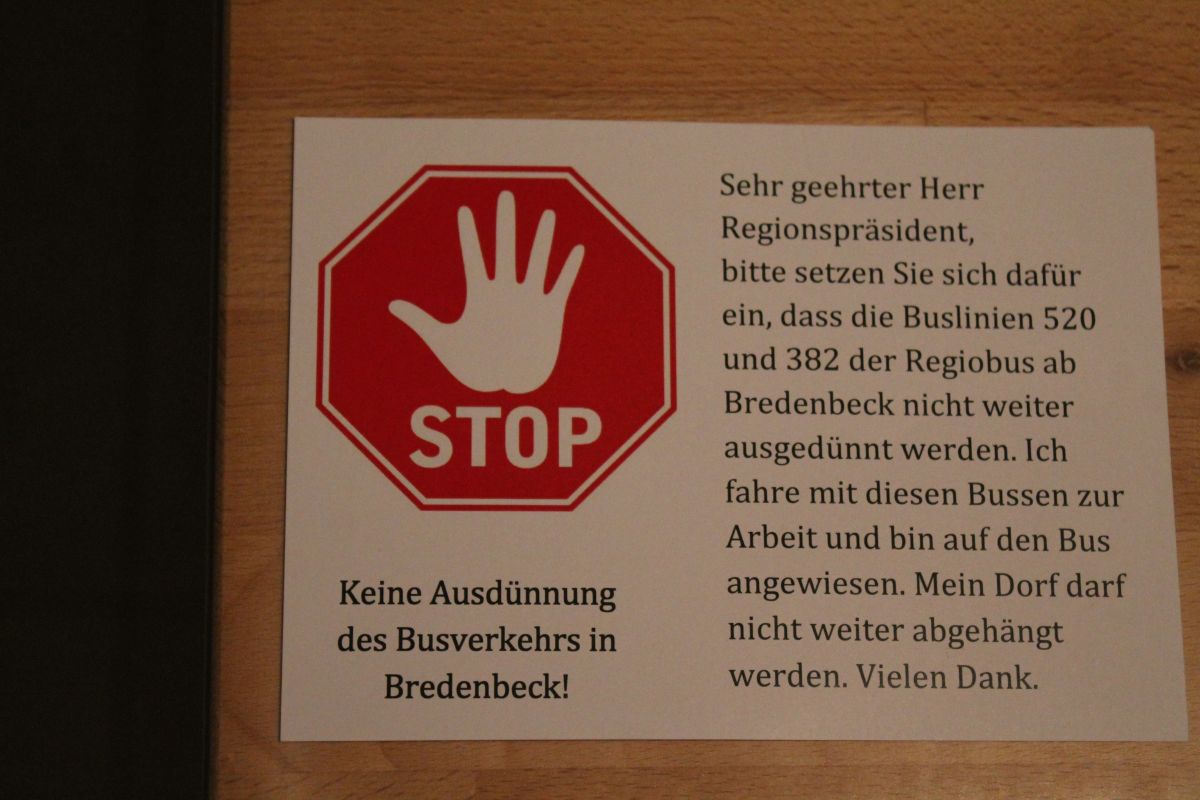 STOP
Keine Ausdünnung
des Busverkehrs in
Bredenbeck!
Sehr geehrter Herr
Regionspräsident,
bitte setzen Sie sich dafür
ein, dass die Buslinien 520
und 382 der Regiobus ab
Bredenbeck nicht weiter
ausgedünnt werden. Ich
fahre mit diesen Bussen zur
Arbeit und bin auf den Bus
angewiesen. Mein Dorf darf
nicht weiter abgehängt
werden. Vielen Dank.